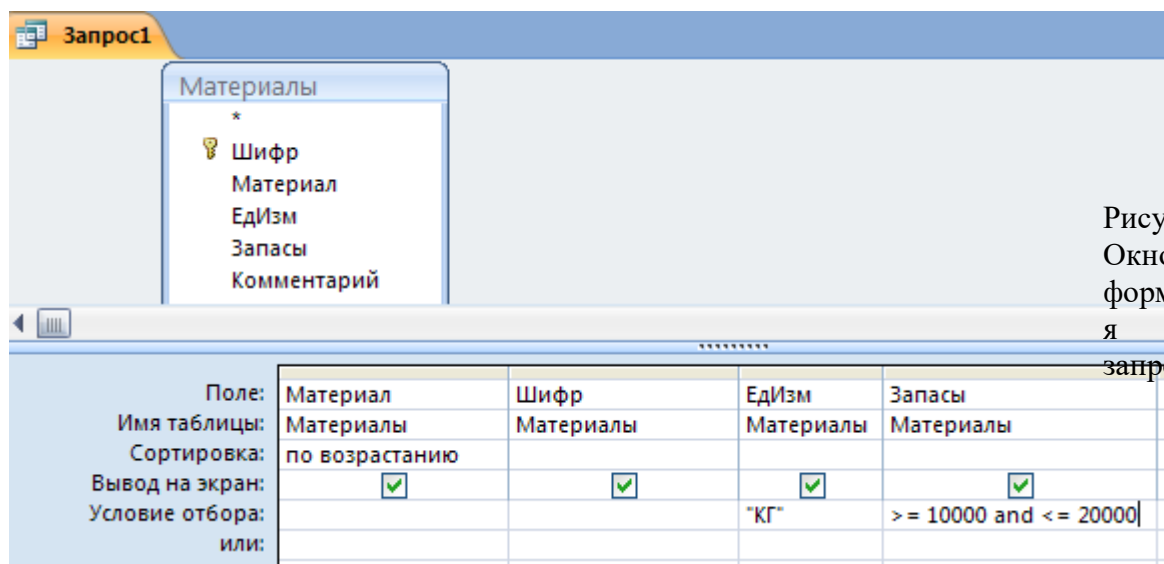 Запрос1
Материалы
*
Шифр
Материал
ЕдИзм
Запасы
Комментарий
я
Поле: Материал Шифр ЕдИзм Запасы
Имя таблицы: Материалы Материалы Материалы Материалы
Сортировка: по возрастанию
Вывод на экран:
Условие отбора: "КГ" >= 10000 and <= 20000
или: